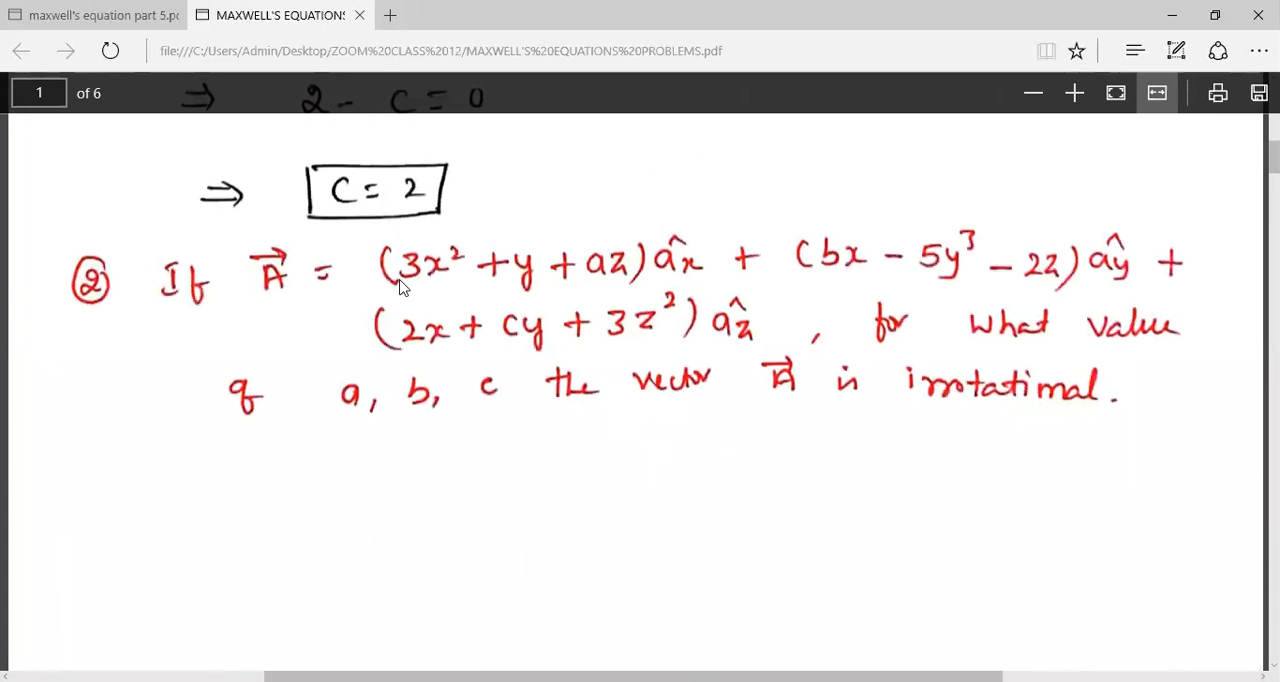 maxwell's equation part 5.pc
MAXWELL'S EQUATIONS
file:///C:/Users/Admin/Desktop/ZOOM%20CLASS%2012/MAXWELL'S%20EQUATIONS%20PROBLEMS.pdf
1 of 6
⇒ 2 - C = 0
⇒ C = 2
② If A⃗ = (3x² + y + az) âx + (bx - 5y³ - 2z) ây +
(2x + cy + 3z²) âz , for what value
of a, b, c the vector A⃗ is irrotational.